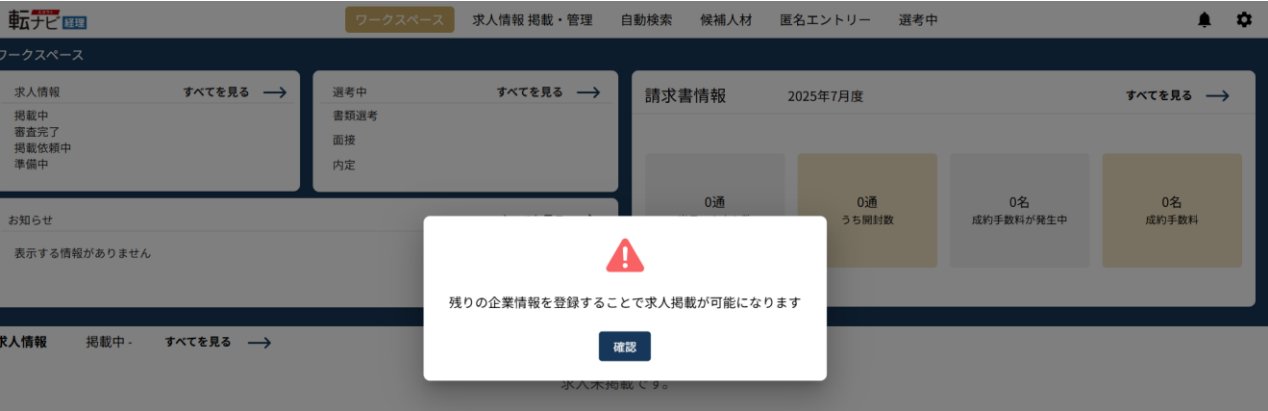 転ナビ 経理
ワークスペース 求人情報 掲載・管理 自動検索 候補人材 匿名エントリー 選考中
ワークスペース
求人情報 すべてを見る
掲載中
審査完了
掲載依頼中
準備中
選考中 すべてを見る
書類選考
面接
内定
請求書情報 2025年7月度 すべてを見る
0通
0通
うち開封数
0名
成約手数料が発生中
0名
成約手数料
お知らせ
表示する情報がありません
残りの企業情報を登録することで求人掲載が可能になります
確認
求人情報 掲載中 - すべてを見る
求人未掲載です。